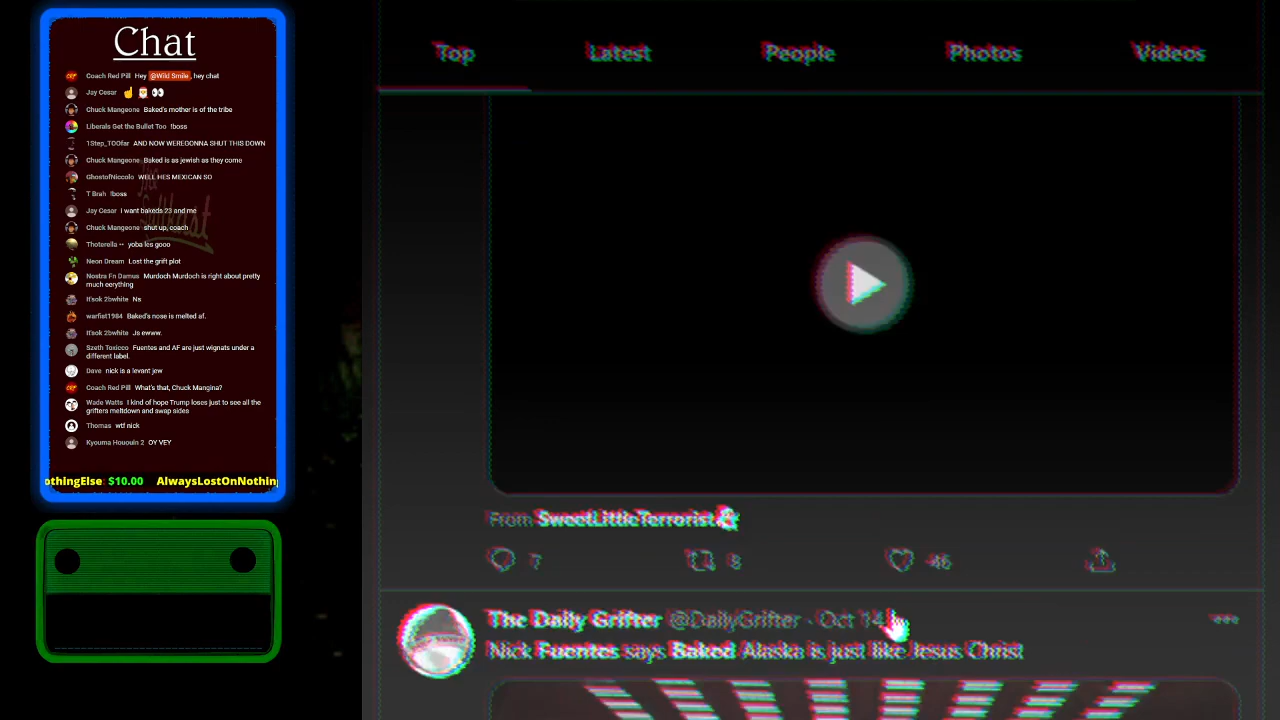 Chat
Coach Red Pill Hey @Wild Smile, hey chat
Jay Cesar
Chuck Mangeone Baked's mother is of the tribe
Liberals Get the Bullet Too !boss
1Step_TOOfar AND NOW WEREGONNA SHUT THIS DOWN
Chuck Mangeone Baked is as jewish as they come
GhostofNiccolo WELL HES MEXICAN SO
T Brah !boss
Jay Cesar I want bakeds 23 and me
Chuck Mangeone shut up, coach
Thoterella •• yoba les gooo
Neon Dream Lost the grift plot
Nostra Fn Damus Murdoch Murdoch is right about pretty
much eerything
It'sok 2bwhite Ns
warfist1984 Baked's nose is melted af.
It'sok 2bwhite Js ewww.
Szeth Toxicco Fuentes and AF are just wignats under a
different label.
Dave nick is a levant jew
Coach Red Pill What's that, Chuck Mangina?
Wade Watts I kind of hope Trump loses just to see all the
grifters meltdown and swap sides
Thomas wtf nick
Kyouma Hououin 2 OY VEY
othingElse: $10.00 AlwaysLostOnNothing
Top Latest People Photos Videos
From SweetLittleTerrorist
7 8 46
The Daily Grifter @DailyGrifter · Oct 14
Nick Fuentes says Baked Alaska is just like Jesus Christ